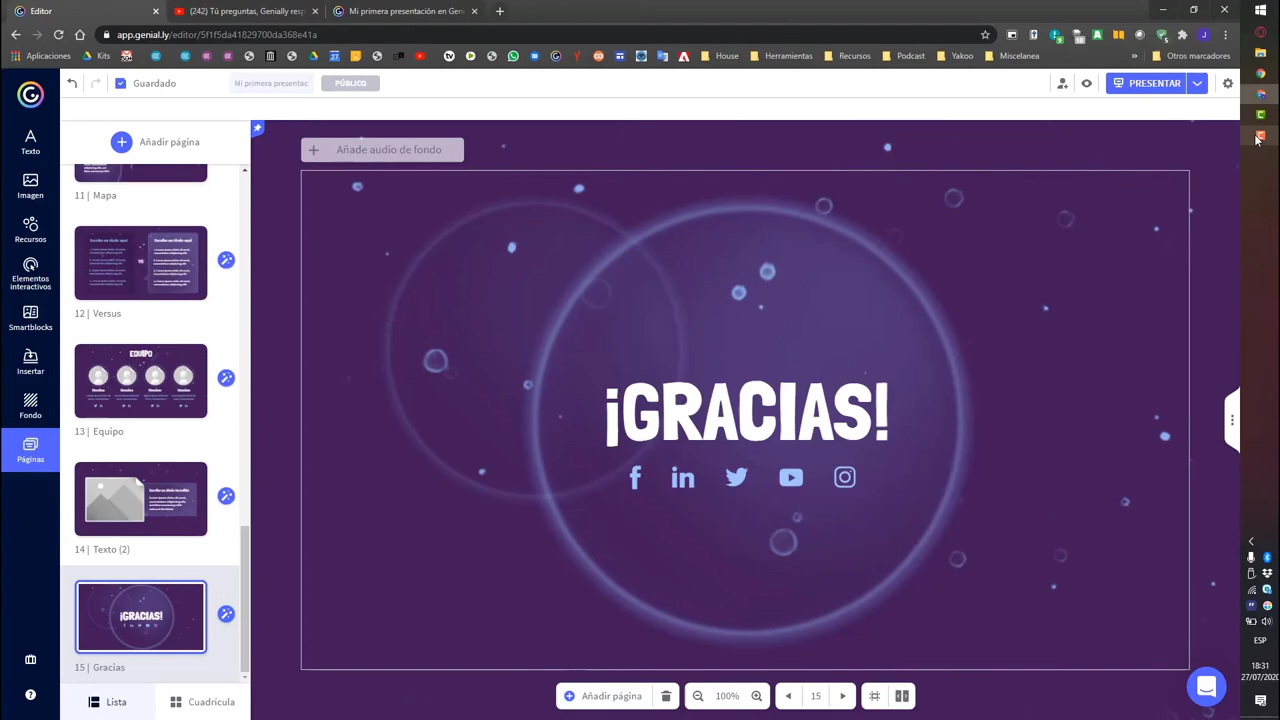 Editor
(242) Tú preguntas, Genially resp
Mi primera presentación en Genial
app.genial.ly/editor/5f1f5da41829700dda368e41a
Aplicaciones
Kits
House
Herramientas
Recursos
Podcast
Yakoo
Miscelanea
Otros marcadores
Guardado
Mi primera presentac
PÚBLICO
PRESENTAR
Texto
Imagen
Recursos
Elementos
interactivos
Smartblocks
Insertar
Fondo
Páginas
Añadir página
11 | Mapa
12 | Versus
EQUIPO
13 | Equipo
14 | Texto (2)
¡GRACIAS!
15 | Gracias
Lista
Cuadrícula
Añade audio de fondo
¡GRACIAS!
Añadir página
100%
15
ESP
18:31
27/07/2020